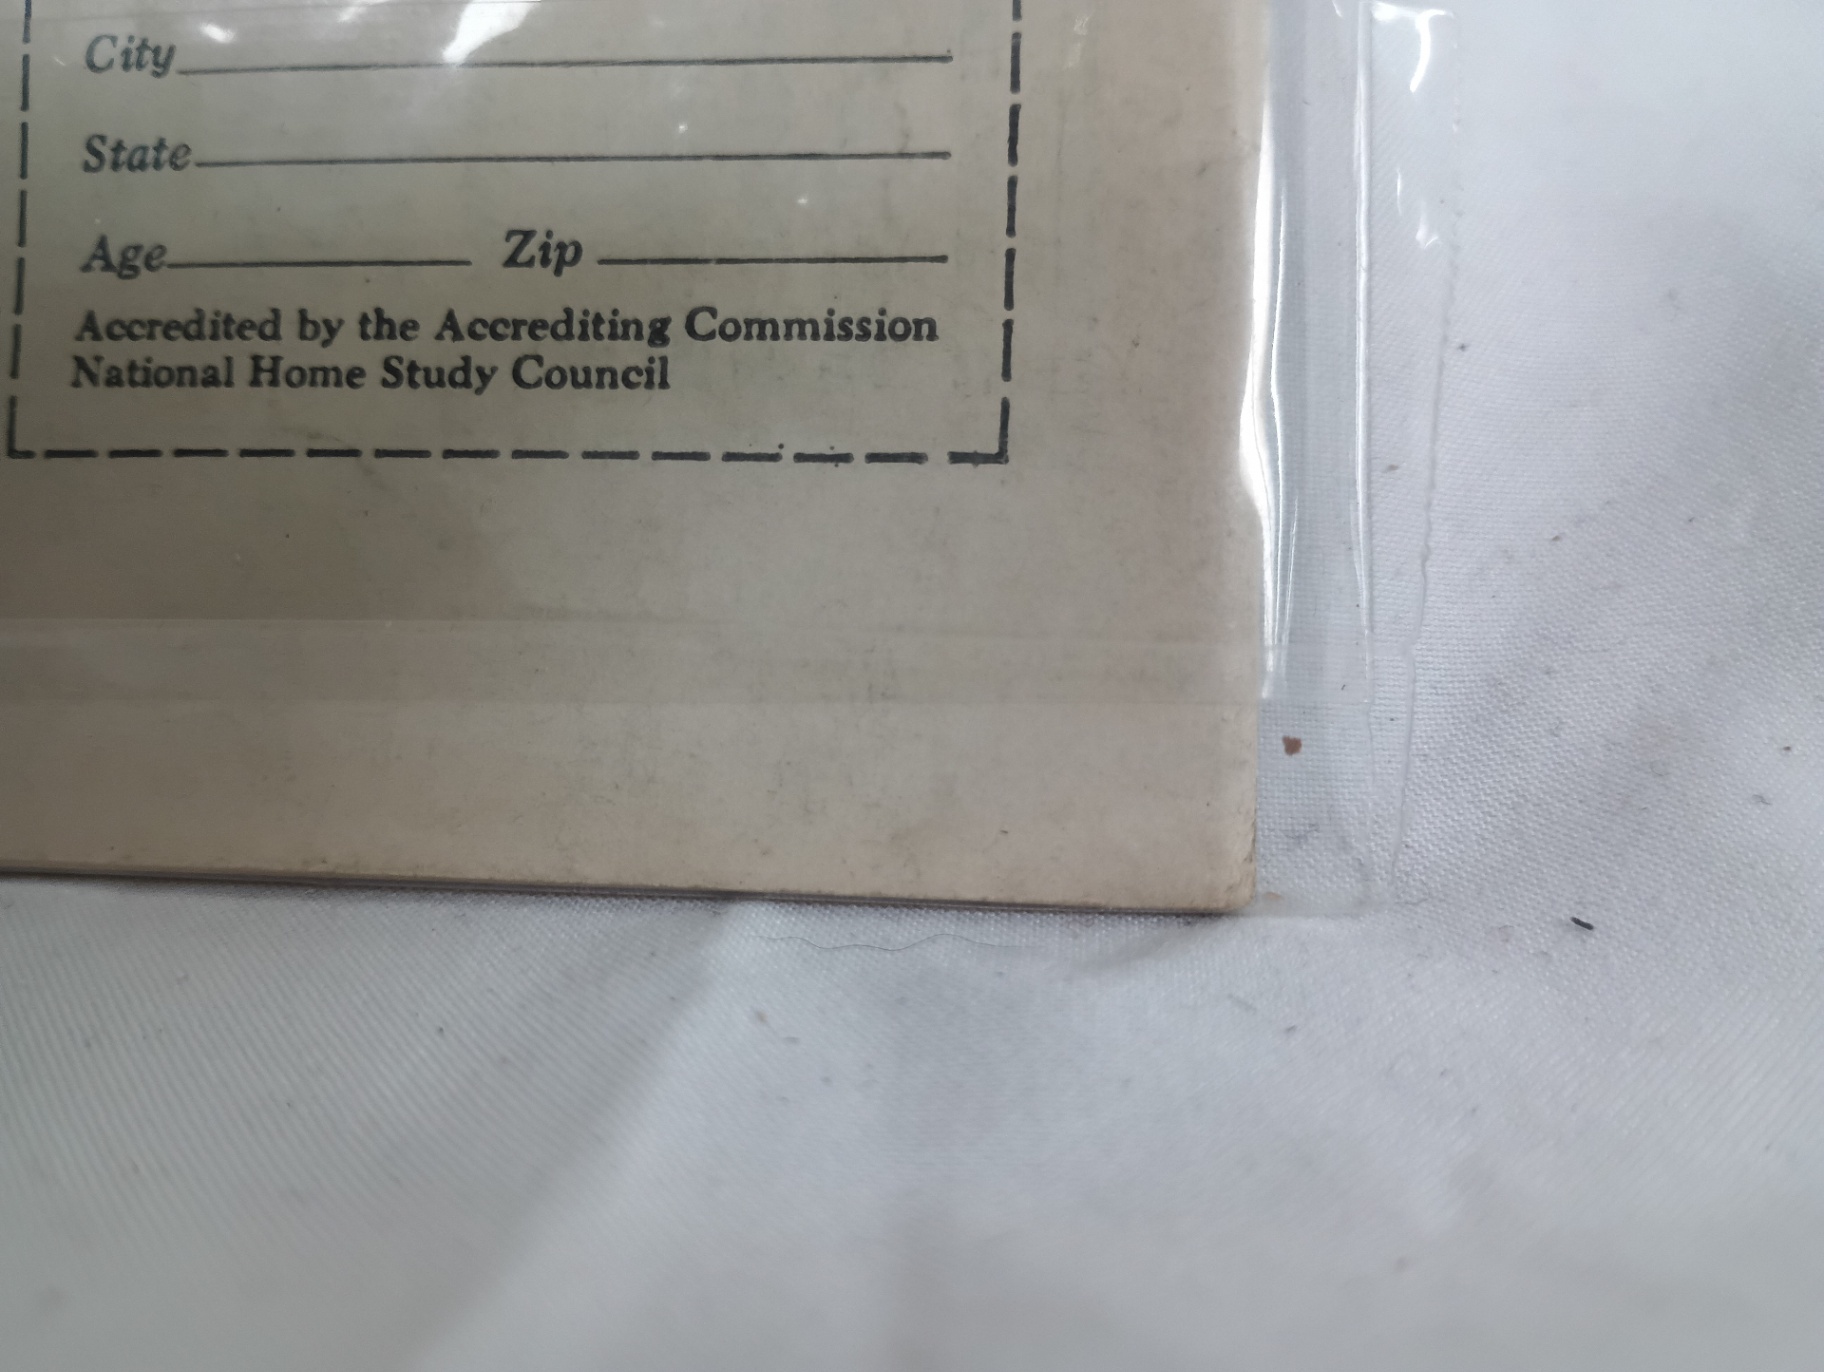 City
State
Age Zip
Accredited by the Accrediting Commission
National Home Study Council